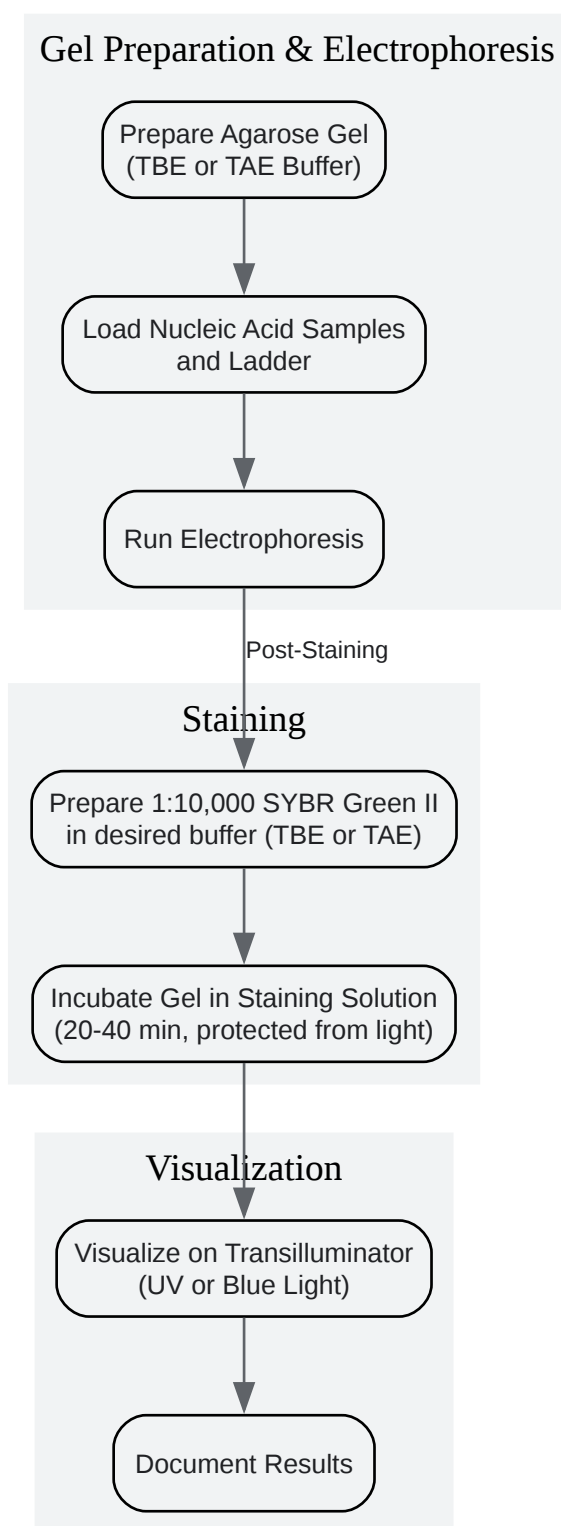 Gel Preparation & Electrophoresis
Prepare Agarose Gel
(TBE or TAE Buffer)
Load Nucleic Acid Samples
and Ladder
Run Electrophoresis
Post-Staining
Staining
Prepare 1:10,000 SYBR Green II
in desired buffer (TBE or TAE)
Incubate Gel in Staining Solution
(20-40 min, protected from light)
Visualization
Visualize on Transilluminator
(UV or Blue Light)
Document Results